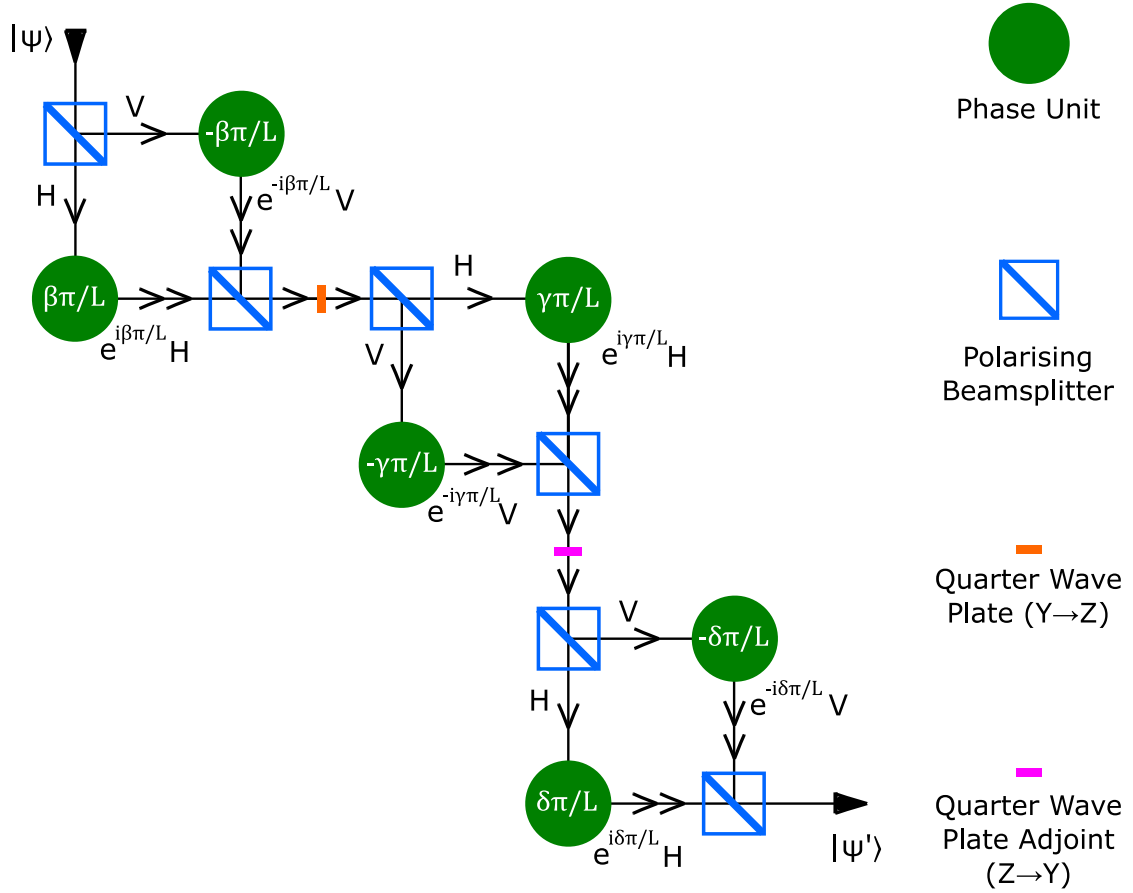 |ψ⟩
V
-βπ/L
Phase Unit
H
e^-iβπ/L V
βπ/L
H
γπ/L
e^iβπ/L H
V
e^iγπ/L H
Polarising
Beamsplitter
-γπ/L
e^-iγπ/L V
Quarter Wave
Plate (Y→Z)
V
-δπ/L
H
e^-iδπ/L V
δπ/L
Quarter Wave
Plate Adjoint
(Z→Y)
e^iδπ/L H
|ψ'⟩